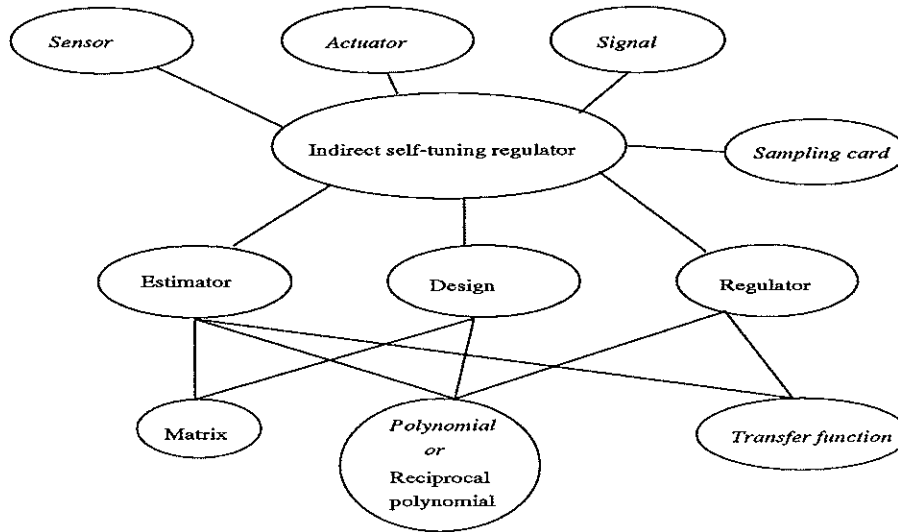 Sensor
Actuator
Signal
Indirect self-tuning regulator
Sampling card
Estimator
Design
Regulator
Matrix
Polynomial
or
Reciprocal
polynomial
Transfer function